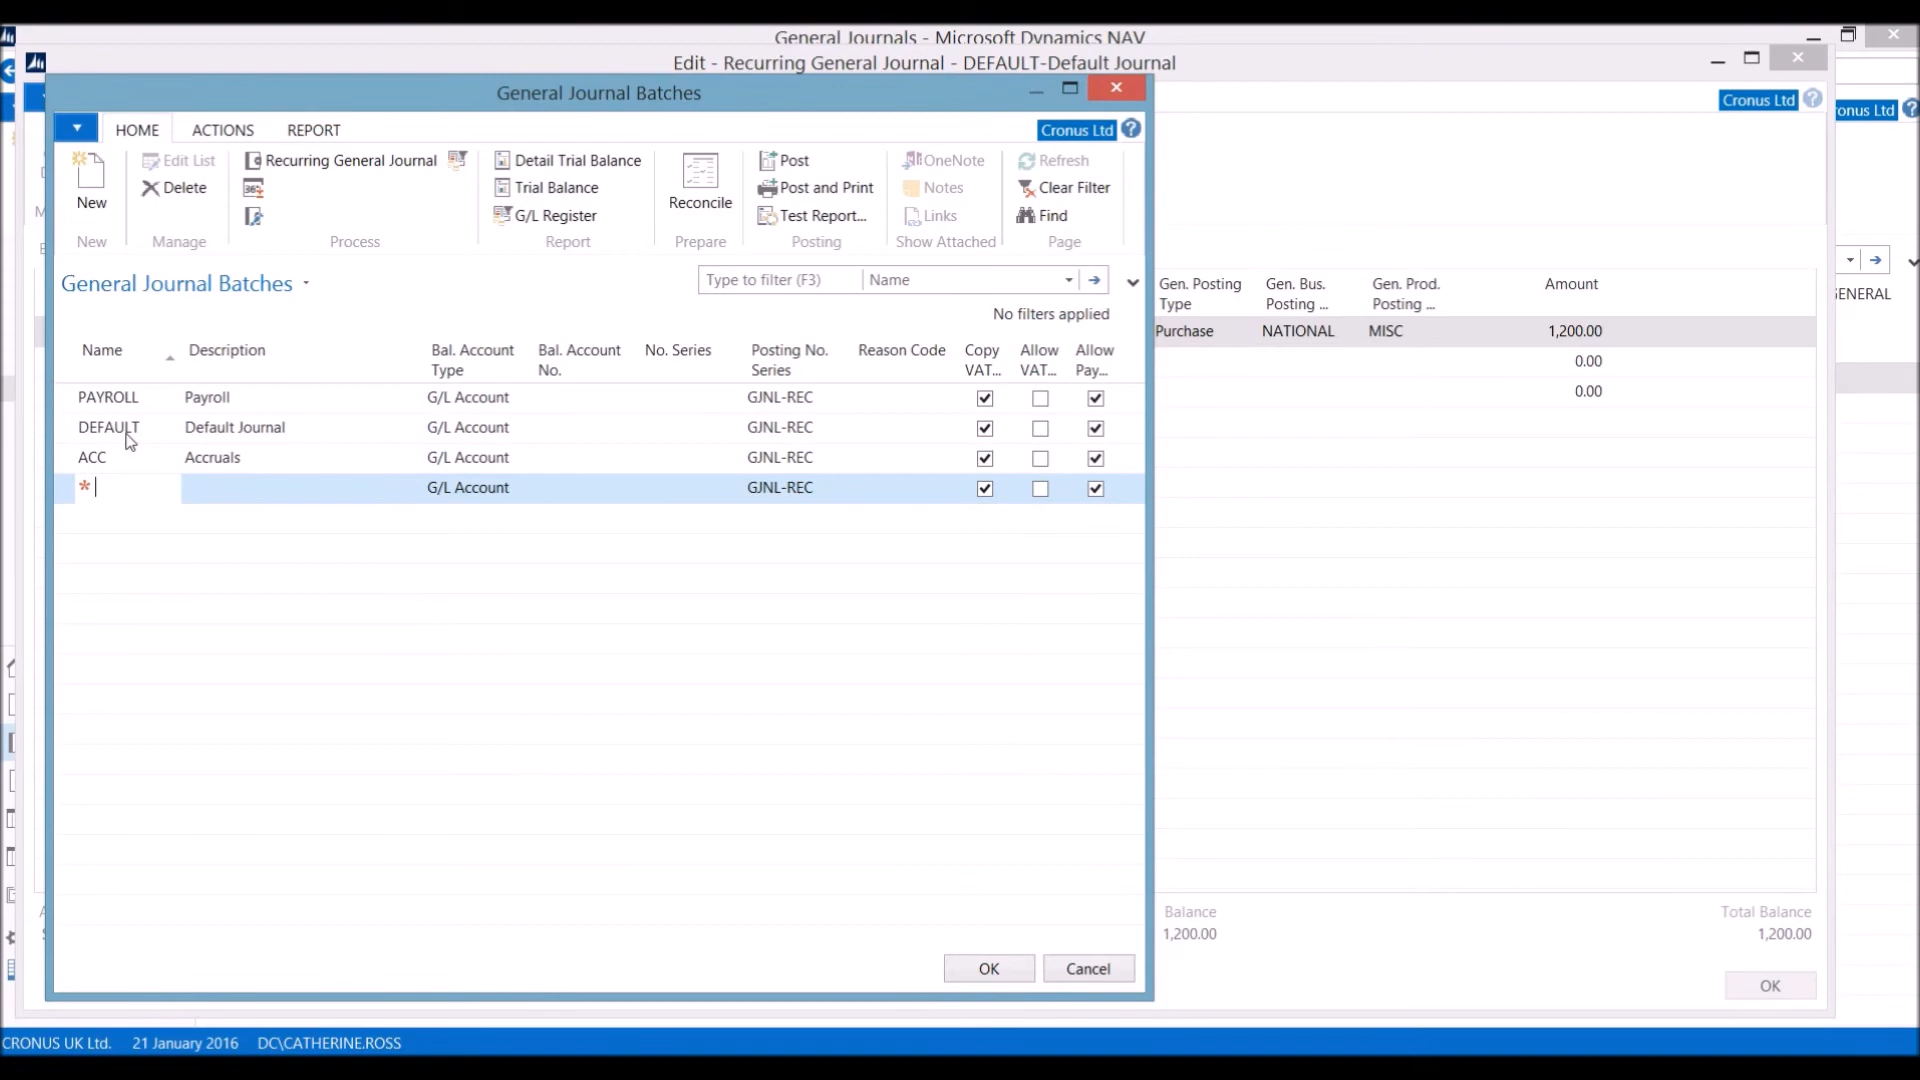 General Journals - Microsoft Dynamics NAV
Edit - Recurring General Journal - DEFAULT-Default Journal
General Journal Batches
Cronus Ltd
onus Ltd
HOME ACTIONS REPORT Cronus Ltd
New
Edit List
Delete
New
Manage
Recurring General Journal
Process
Detail Trial Balance
Trial Balance
G/L Register
Report
Reconcile
Prepare
Post
Post and Print
Test Report...
Posting
OneNote
Notes
Links
Show Attached
Refresh
Clear Filter
Find
Page
General Journal Batches
Type to filter (F3) Name
No filters applied
ENERAL
Name Description Bal. Account Type Bal. Account No. No. Series Posting No. Series Reason Code Copy VAT... Allow VAT... Allow Pay...
PAYROLL Payroll G/L Account GJNL-REC
DEFAULT Default Journal G/L Account GJNL-REC
ACC Accruals G/L Account GJNL-REC
* G/L Account GJNL-REC
Gen. Posting Type Gen. Bus. Posting ... Gen. Prod. Posting ... Amount
Purchase NATIONAL MISC 1,200.00
0.00
0.00
Balance Total Balance
1,200.00 1,200.00
OK Cancel
OK
CRONUS UK Ltd. 21 January 2016 DC\CATHERINE.ROSS